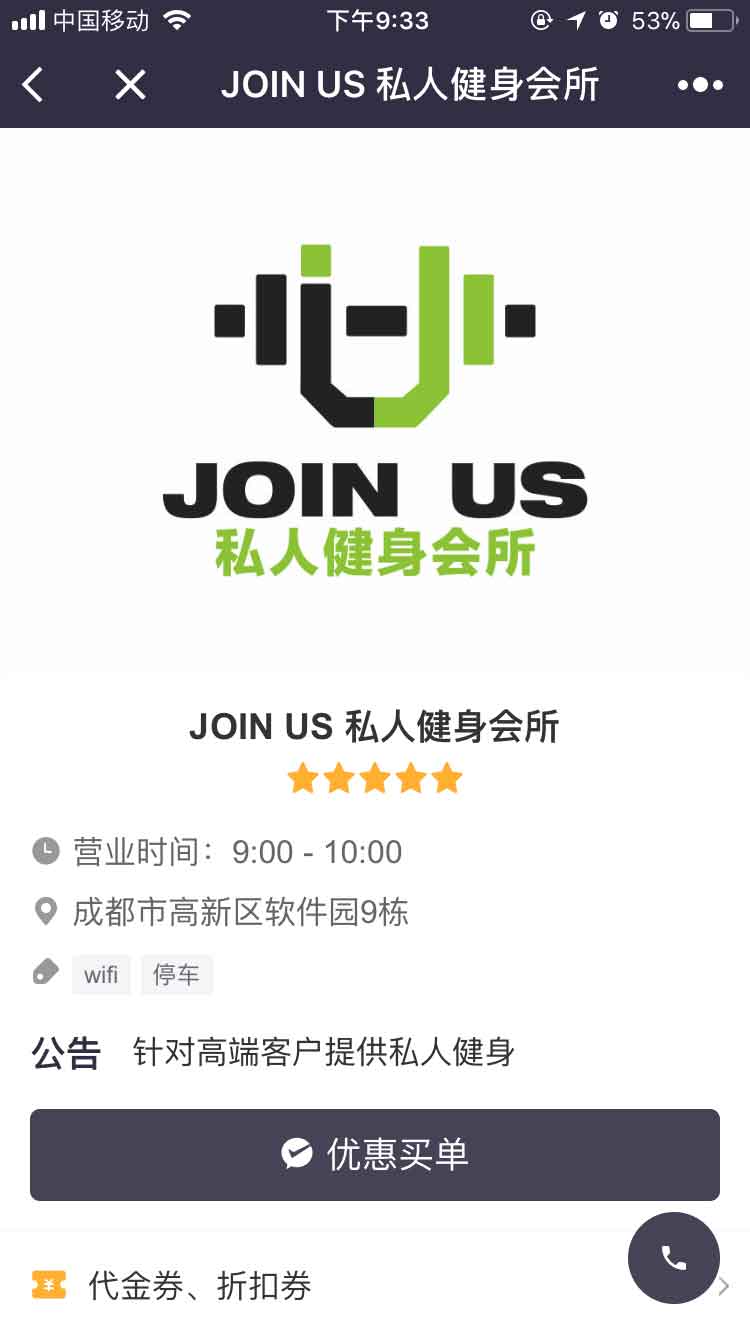 中国移动 下午9:33 53%
JOIN US 私人健身会所
JOIN US
私人健身会所
JOIN US 私人健身会所
营业时间：9:00 - 10:00
成都市高新区软件园9栋
wifi 停车
公告 针对高端客户提供私人健身
优惠买单
¥ 代金券、折扣券